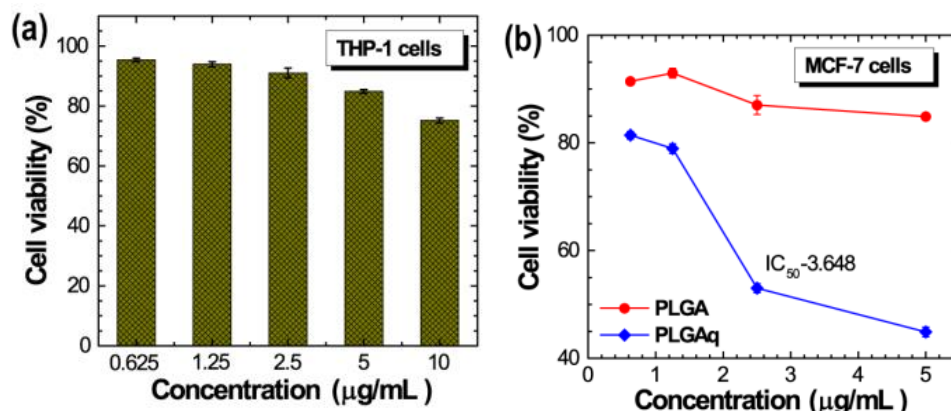 (a)
THP-1 cells
Cell viability (%)
100
80
60
40
20
0
0.625 1.25 2.5 5 10
Concentration (μg/mL )
(b)
MCF-7 cells
Cell viability (%)
100
80
60
40
IC₅₀-3.648
PLGA
PLGAq
0 1 2 3 4 5
Concentration (μg/mL)